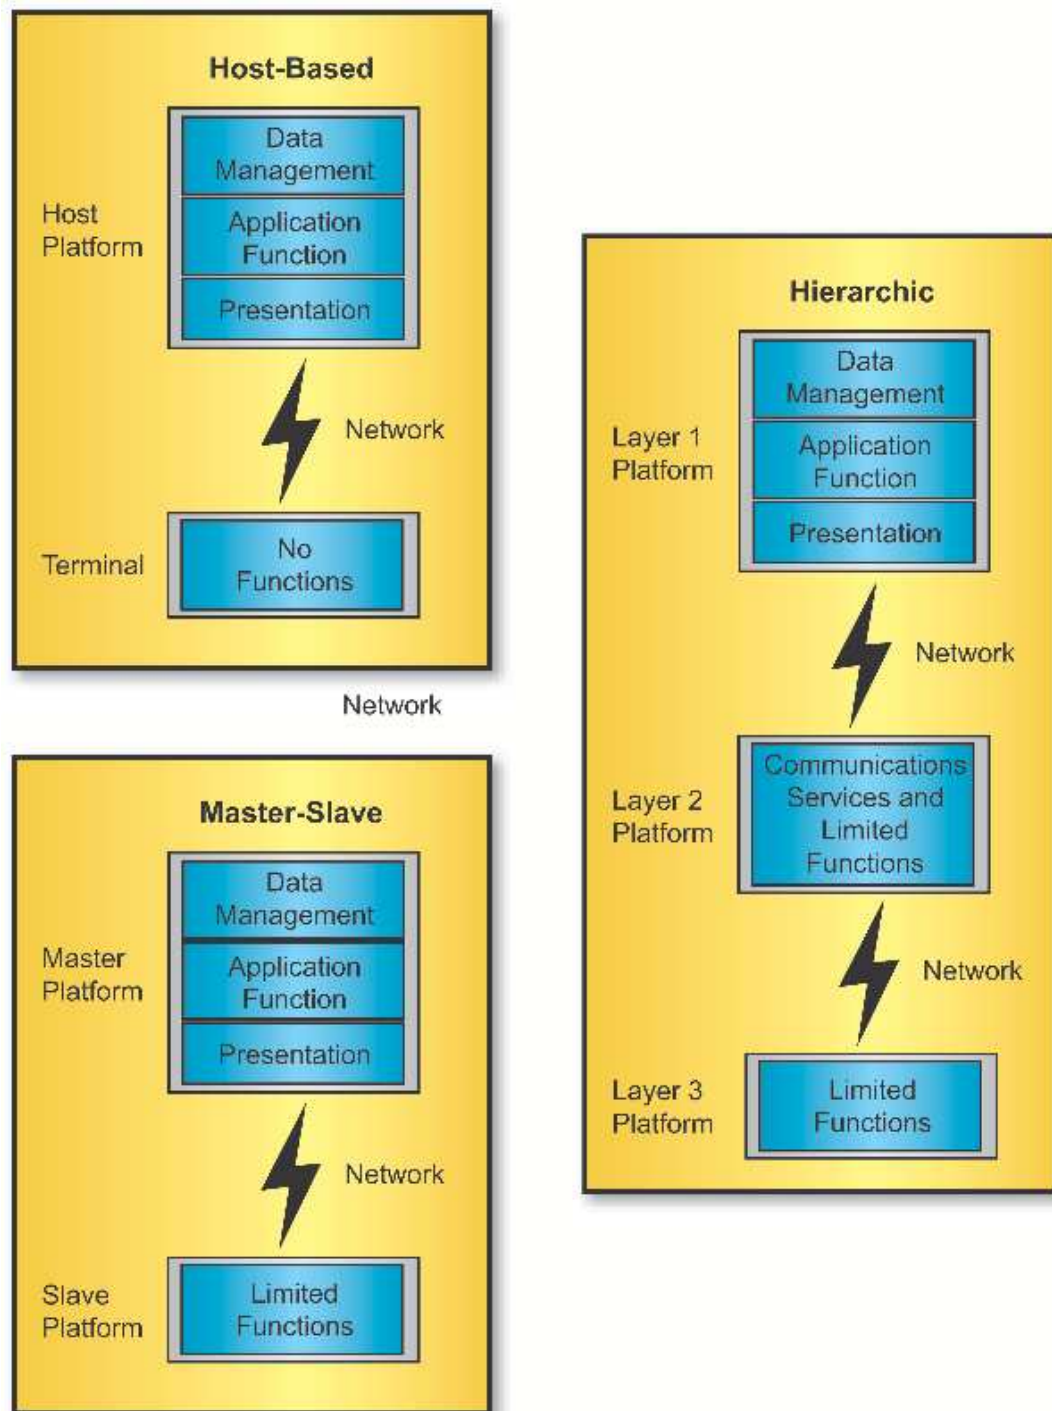 Host-Based
Data
Management
Host
Platform
Application
Function
Presentation
Network
Terminal
No
Functions
Network
Master-Slave
Data
Management
Master
Platform
Application
Function
Presentation
Network
Slave
Platform
Limited
Functions
Hierarchic
Data
Management
Layer 1
Platform
Application
Function
Presentation
Network
Layer 2
Platform
Communications
Services and
Limited
Functions
Network
Layer 3
Platform
Limited
Functions